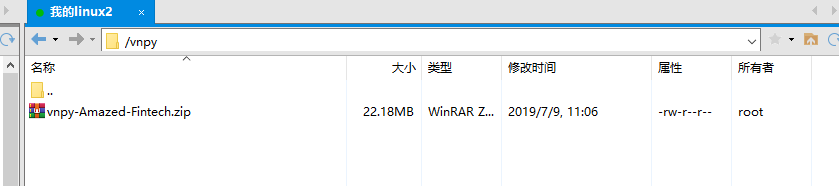 我的linux2 ×
/vnpy
名称 大小 类型 修改时间 属性 所有者
..
vnpy-Amazed-Fintech.zip 22.18MB WinRAR Z... 2019/7/9, 11:06 -rw-r--r-- root